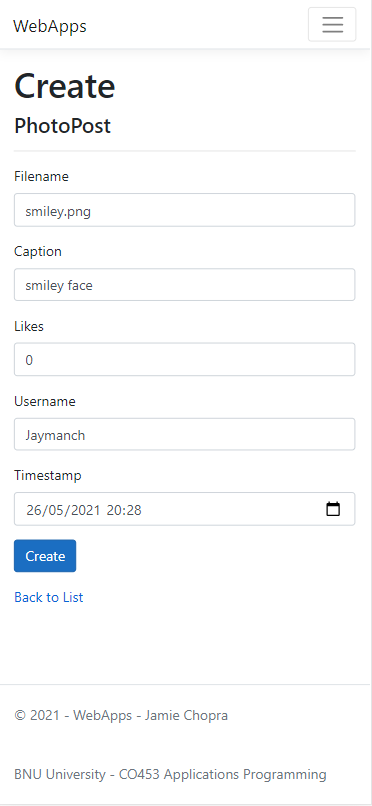 WebApps
Create
PhotoPost
Filename
smiley.png
Caption
smiley face
Likes
0
Username
Jaymanch
Timestamp
26/05/2021 20:28
Create
Back to List
© 2021 - WebApps - Jamie Chopra
BNU University - CO453 Applications Programming